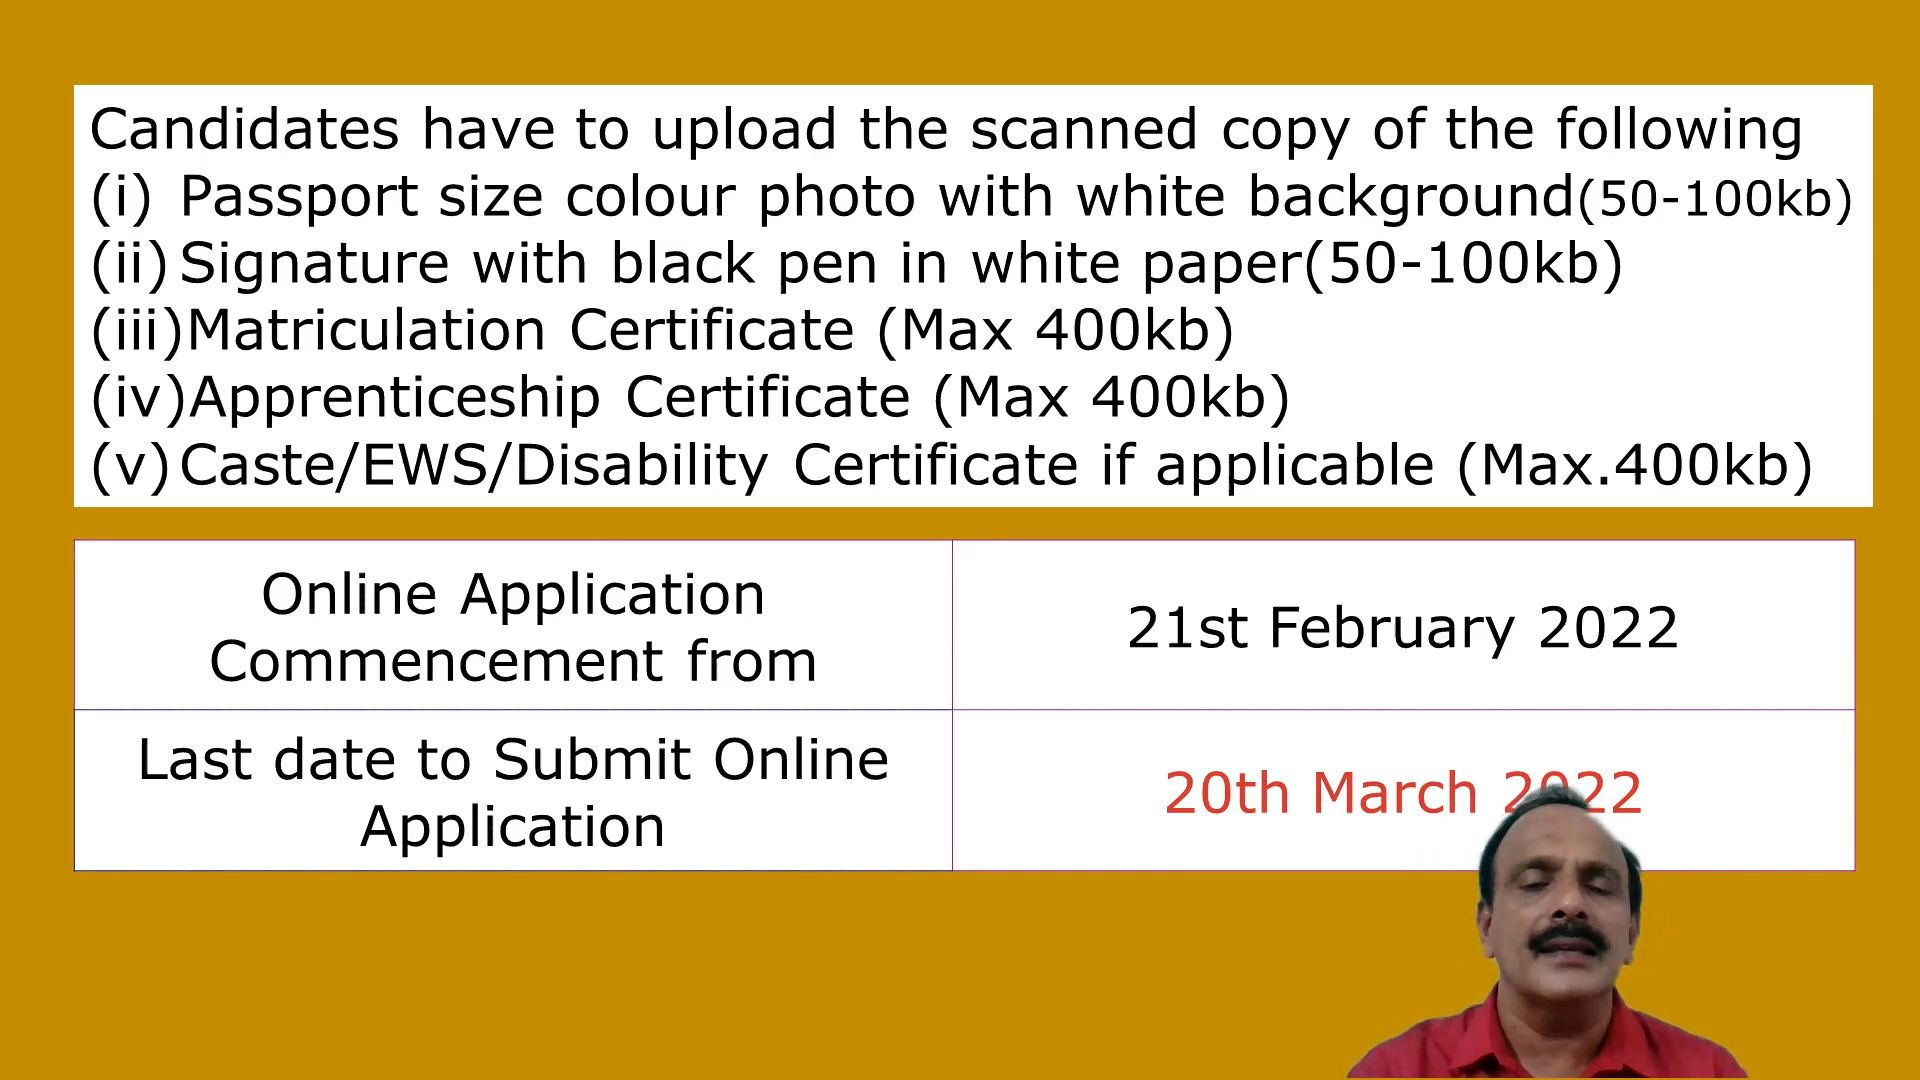 Candidates have to upload the scanned copy of the following
(i) Passport size colour photo with white background(50-100kb)
(ii) Signature with black pen in white paper(50-100kb)
(iii)Matriculation Certificate (Max 400kb)
(iv)Apprenticeship Certificate (Max 400kb)
(v) Caste/EWS/Disability Certificate if applicable (Max.400kb)
Online Application
Commencement from
21st February 2022
Last date to Submit Online
Application
20th March 2022